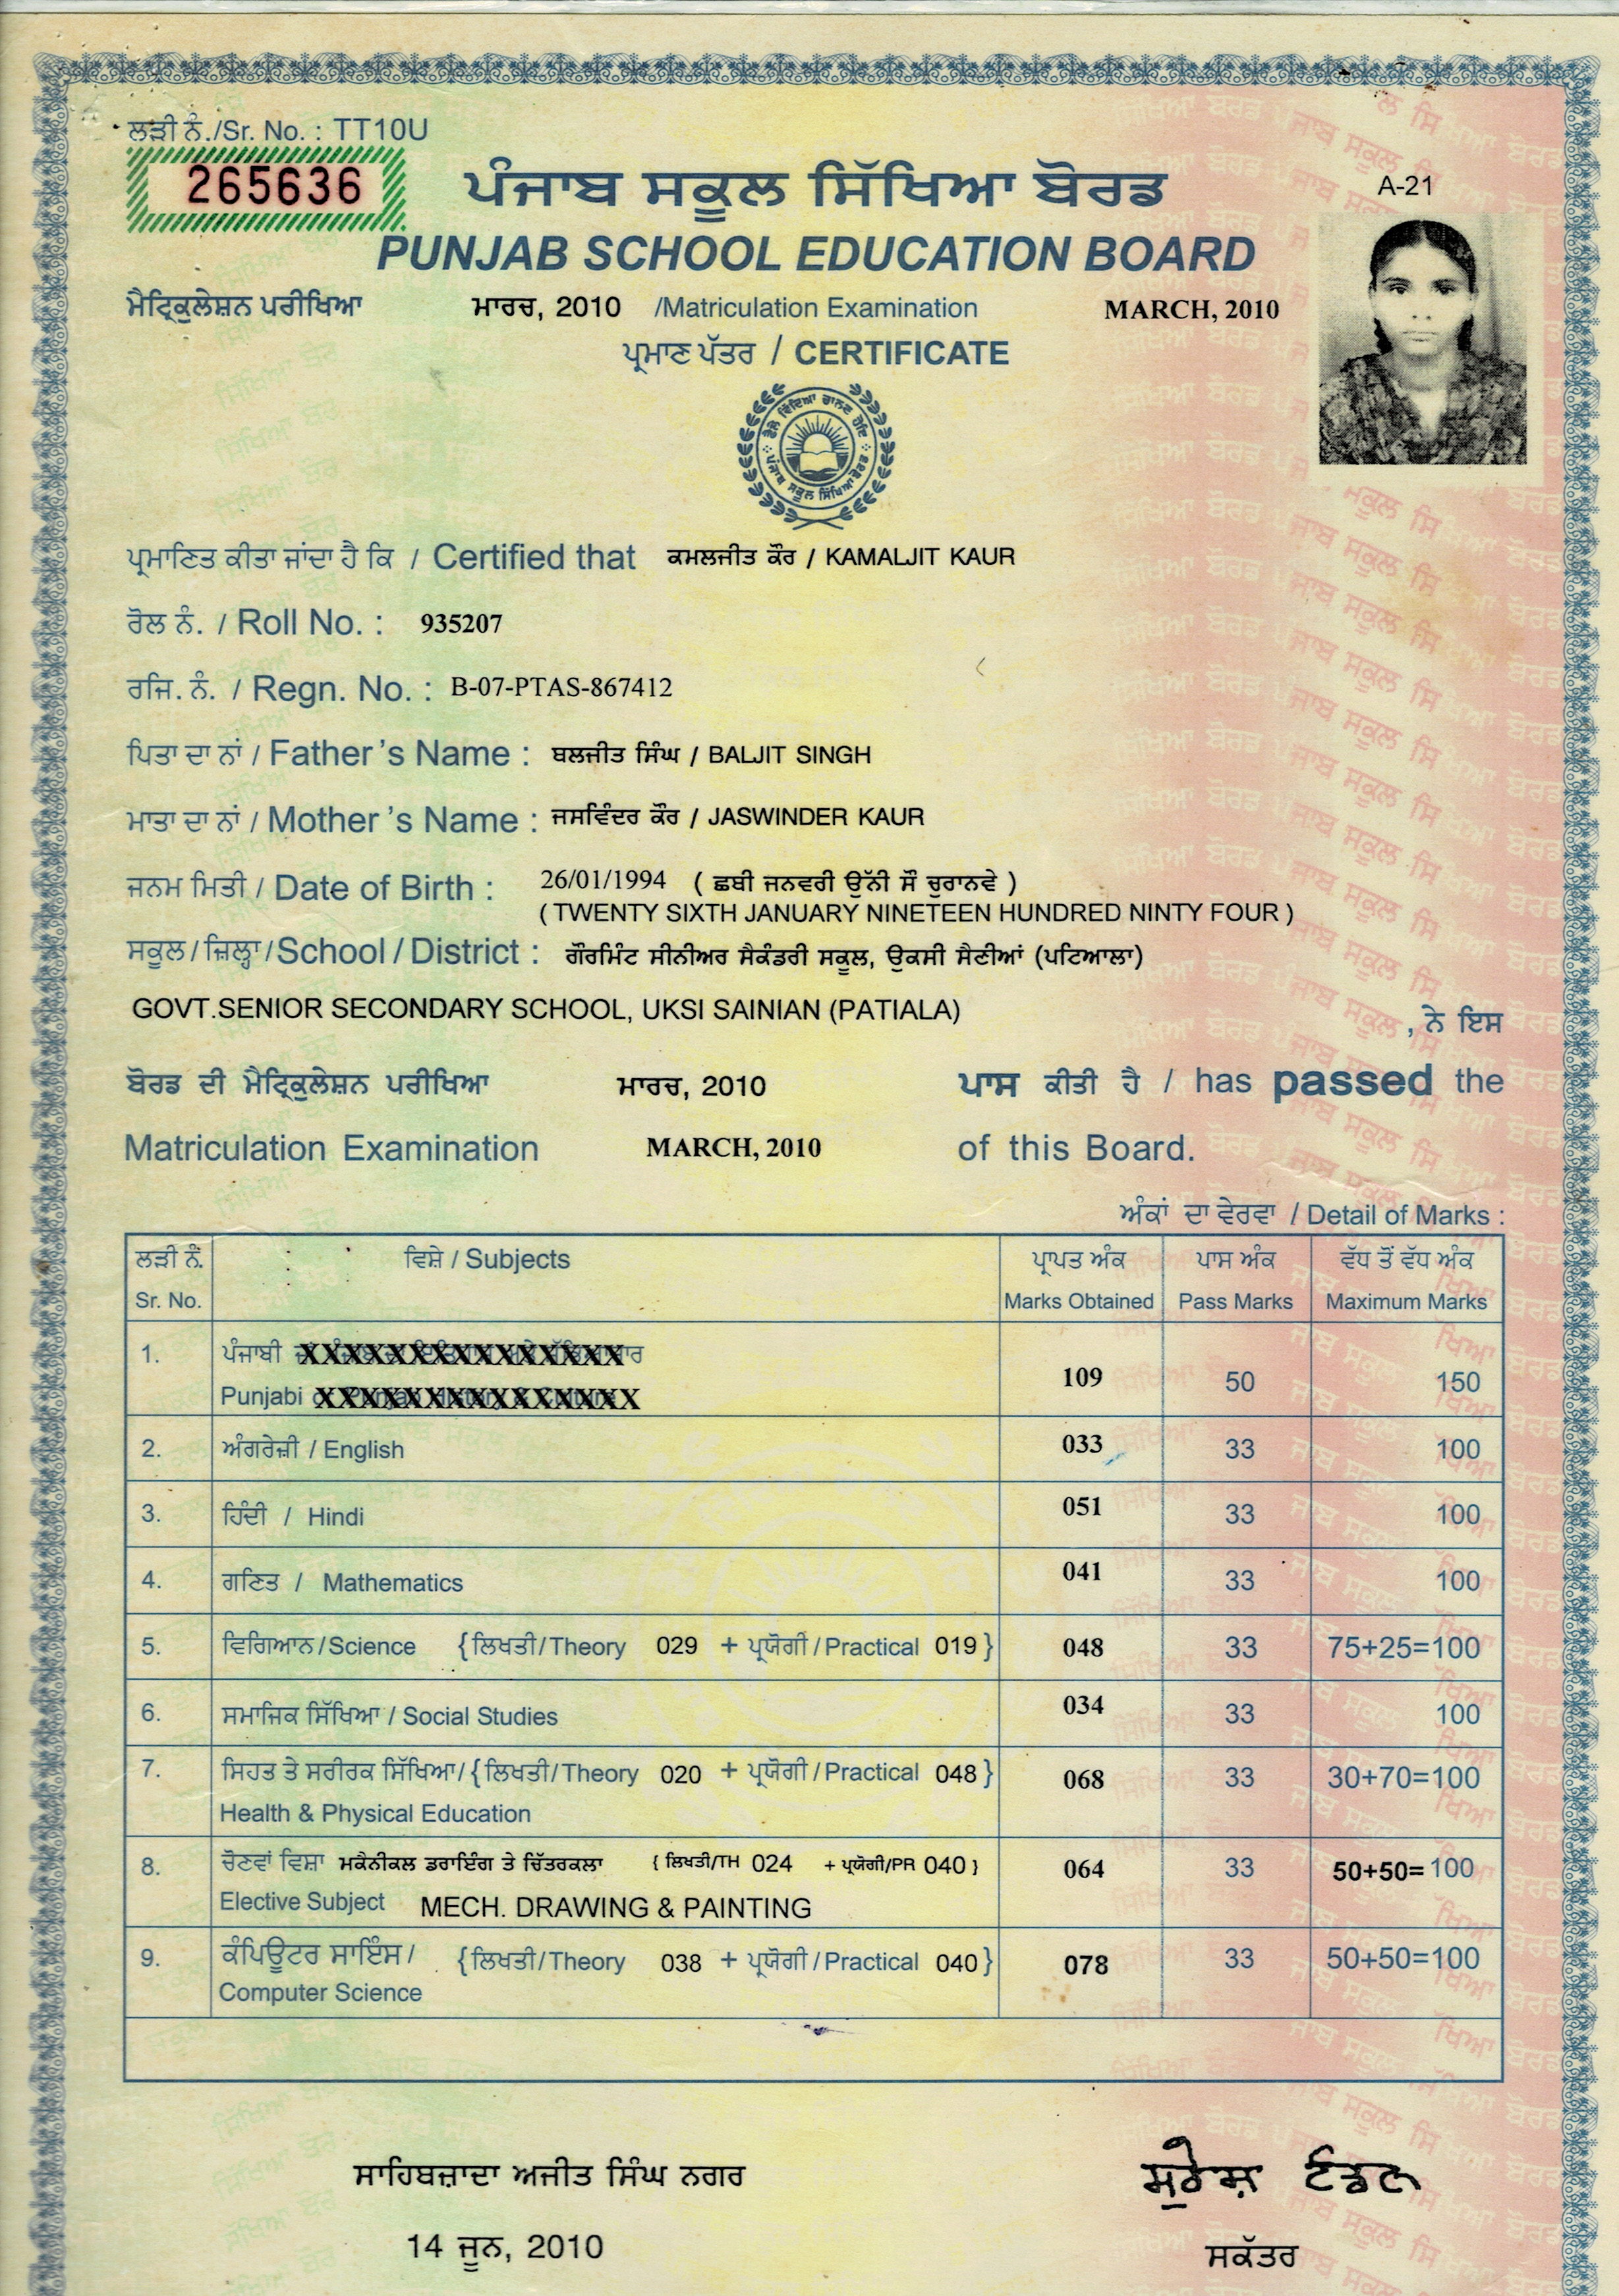 ਲੜੀ ਨੰ./Sr. No. : TT10U
265636
ਪੰਜਾਬ ਸਕੂਲ ਸਿੱਖਿਆ ਬੋਰਡ
A-21
PUNJAB SCHOOL EDUCATION BOARD
ਮੈਟ੍ਰਿਕੁਲੇਸ਼ਨ ਪਰੀਖਿਆ ਮਾਰਚ, 2010 /Matriculation Examination MARCH, 2010
ਪ੍ਰਮਾਣ ਪੱਤਰ / CERTIFICATE
ਪੰਜਾਬ ਸਕੂਲ ਸਿੱਖਿਆ ਬੋਰਡ
ਪ੍ਰਮਾਣਿਤ ਕੀਤਾ ਜਾਂਦਾ ਹੈ ਕਿ / Certified that ਕਮਲਜੀਤ ਕੌਰ / KAMALJIT KAUR
ਰੋਲ ਨੰ. / Roll No. : 935207
ਰਜਿ. ਨੰ. / Regn. No. : B-07-PTAS-867412
ਪਿਤਾ ਦਾ ਨਾਂ / Father's Name : ਬਲਜੀਤ ਸਿੰਘ / BALJIT SINGH
ਮਾਤਾ ਦਾ ਨਾਂ / Mother's Name : ਜਸਵਿੰਦਰ ਕੌਰ / JASWINDER KAUR
ਜਨਮ ਮਿਤੀ / Date of Birth : 26/01/1994 ( ਛਬੀ ਜਨਵਰੀ ਉੱਨੀ ਸੌ ਚੁਰਾਨਵੇ )
( TWENTY SIXTH JANUARY NINETEEN HUNDRED NINTY FOUR )
ਸਕੂਲ / ਜ਼ਿਲ੍ਹਾ / School / District : ਗੌਰਮਿੰਟ ਸੀਨੀਅਰ ਸੈਕੰਡਰੀ ਸਕੂਲ, ਉਕਸੀ ਸੈਣੀਆਂ (ਪਟਿਆਲਾ)
GOVT.SENIOR SECONDARY SCHOOL, UKSI SAINIAN (PATIALA) , ਨੇ ਇਸ
ਬੋਰਡ ਦੀ ਮੈਟ੍ਰਿਕੁਲੇਸ਼ਨ ਪਰੀਖਿਆ ਮਾਰਚ, 2010 ਪਾਸ ਕੀਤੀ ਹੈ / has passed the
Matriculation Examination MARCH, 2010 of this Board.
ਅੰਕਾਂ ਦਾ ਵੇਰਵਾ / Detail of Marks :
ਲੜੀ ਨੰ. ਵਿਸ਼ੇ / Subjects ਪ੍ਰਾਪਤ ਅੰਕ ਪਾਸ ਅੰਕ ਵੱਧ ਤੋਂ ਵੱਧ ਅੰਕ
Sr. No. Marks Obtained Pass Marks Maximum Marks
1. ਪੰਜਾਬੀ XXXXXXXXXXXXXXX
Punjabi XXXXXXXXXXXXXXX 109 50 150
2. ਅੰਗਰੇਜ਼ੀ / English 033 33 100
3. ਹਿੰਦੀ / Hindi 051 33 100
4. ਗਣਿਤ / Mathematics 041 33 100
5. ਵਿਗਿਆਨ / Science {ਲਿਖਤੀ/Theory 029 + ਪ੍ਰਯੋਗੀ / Practical 019} 048 33 75+25=100
6. ਸਮਾਜਿਕ ਸਿੱਖਿਆ / Social Studies 034 33 100
7. ਸਿਹਤ ਤੇ ਸਰੀਰਕ ਸਿੱਖਿਆ / {ਲਿਖਤੀ/Theory 020 + ਪ੍ਰਯੋਗੀ / Practical 048} 068 33 30+70=100
Health & Physical Education
8. ਚੋਣਵਾਂ ਵਿਸ਼ਾ ਮਕੈਨੀਕਲ ਡਰਾਇੰਗ ਤੇ ਚਿੱਤਰਕਲਾ { ਲਿਖਤੀ/TH 024 + ਪ੍ਰਯੋਗੀ/PR 040 } 064 33 50+50=100
Elective Subject MECH. DRAWING & PAINTING
9. ਕੰਪਿਊਟਰ ਸਾਇੰਸ / {ਲਿਖਤੀ/Theory 038 + ਪ੍ਰਯੋਗੀ / Practical 040} 078 33 50+50=100
Computer Science
ਸਾਹਿਬਜ਼ਾਦਾ ਅਜੀਤ ਸਿੰਘ ਨਗਰ
14 ਜੂਨ, 2010
ਸਕੱਤਰ